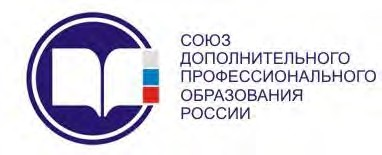 СОЮЗ
ДОПОЛНИТЕЛЬНОГО
ПРОФЕССИОНАЛЬНОГО
ОБРАЗОВАНИЯ
РОССИИ